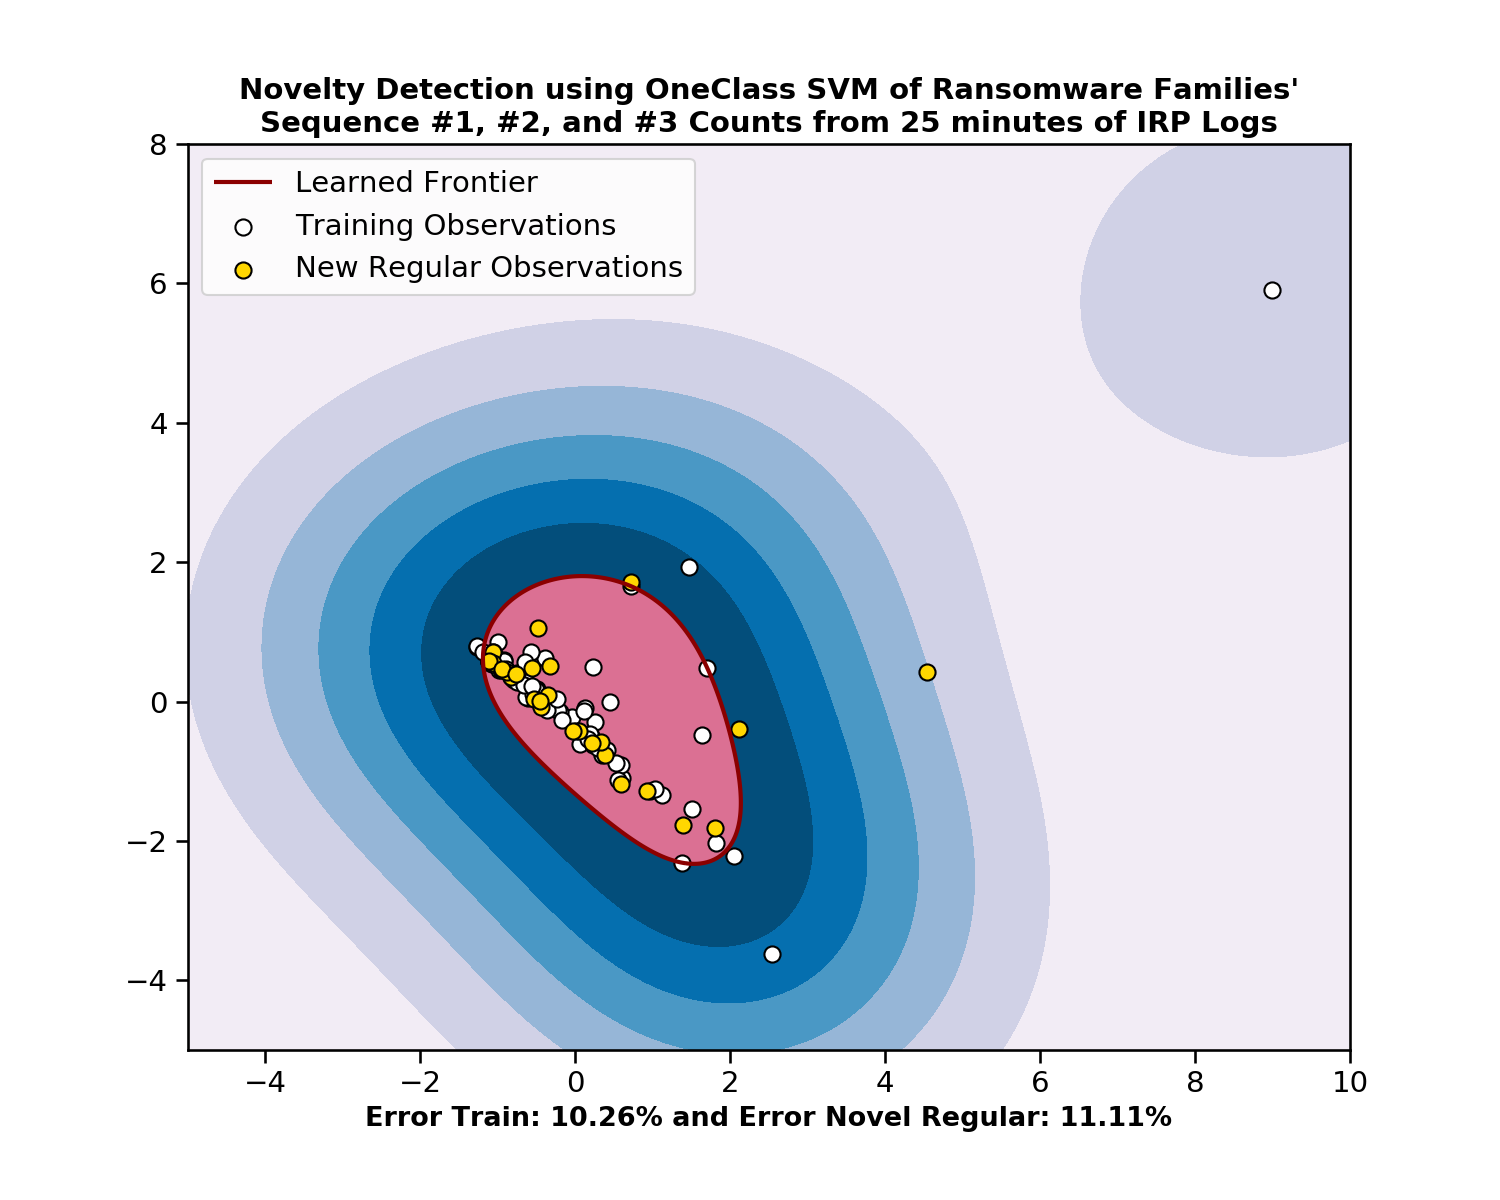 Novelty Detection using OneClass SVM of Ransomware Families'
Sequence #1, #2, and #3 Counts from 25 minutes of IRP Logs
Learned Frontier
Training Observations
New Regular Observations
8
6
4
2
0
−2
−4
−4 −2 0 2 4 6 8 10
Error Train: 10.26% and Error Novel Regular: 11.11%